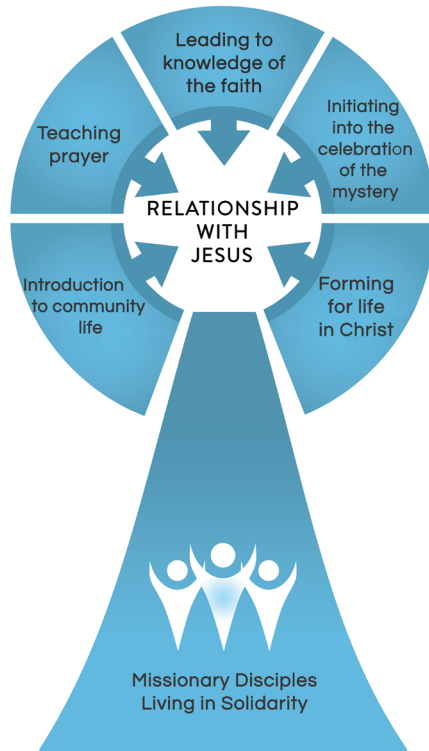 Leading to
knowledge of
the faith
Teaching
prayer
Initiating
into the
celebration
of the
mystery
RELATIONSHIP
WITH
JESUS
Introduction
to community
life
Forming
for life
in Christ
Missionary Disciples
Living in Solidarity